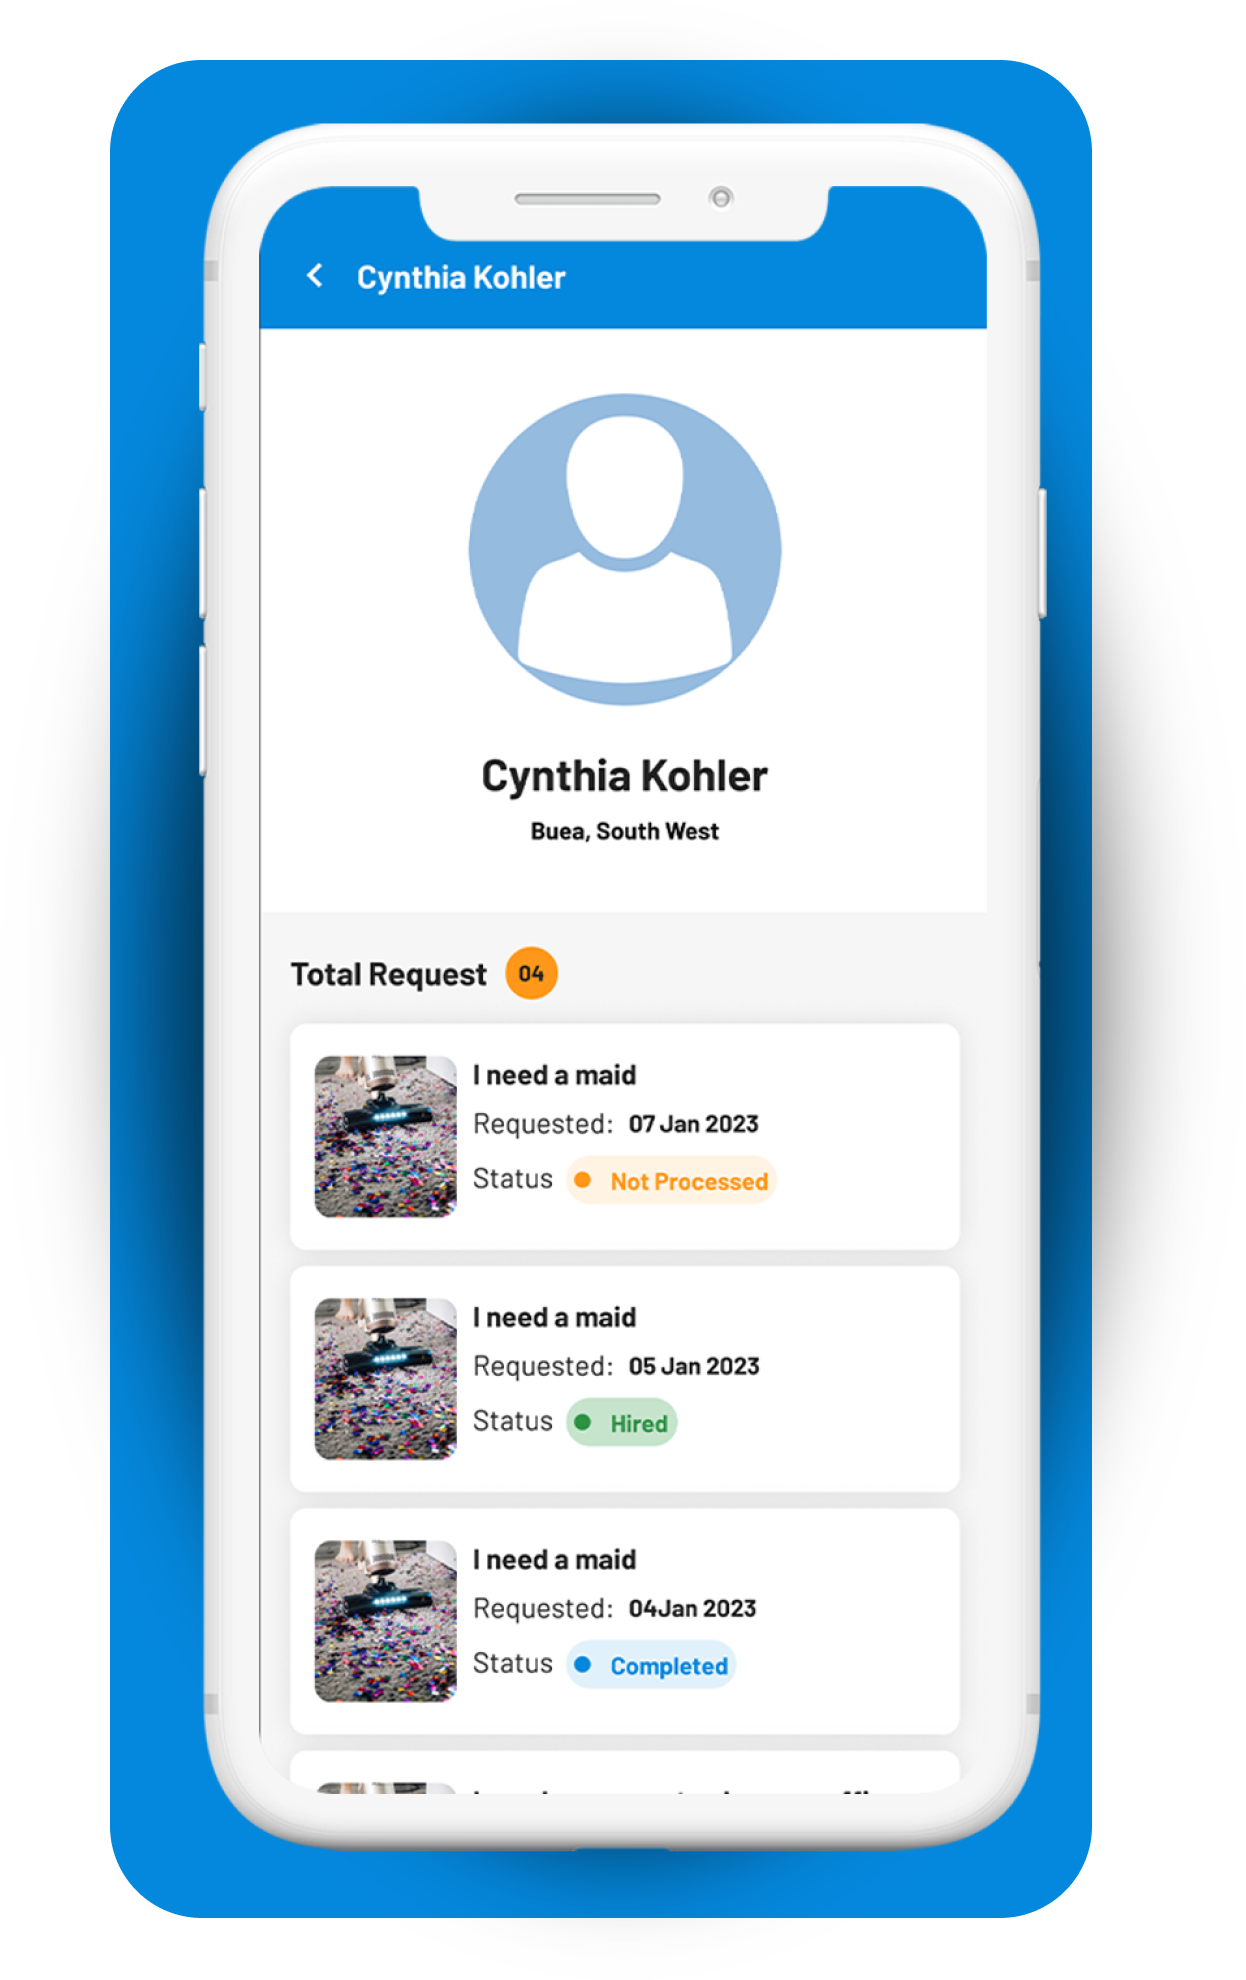 Cynthia Kohler
Cynthia Kohler
Buea, South West
Total Request 04
I need a maid
Requested: 07 Jan 2023
Status Not Processed
I need a maid
Requested: 05 Jan 2023
Status Hired
I need a maid
Requested: 04Jan 2023
Status Completed